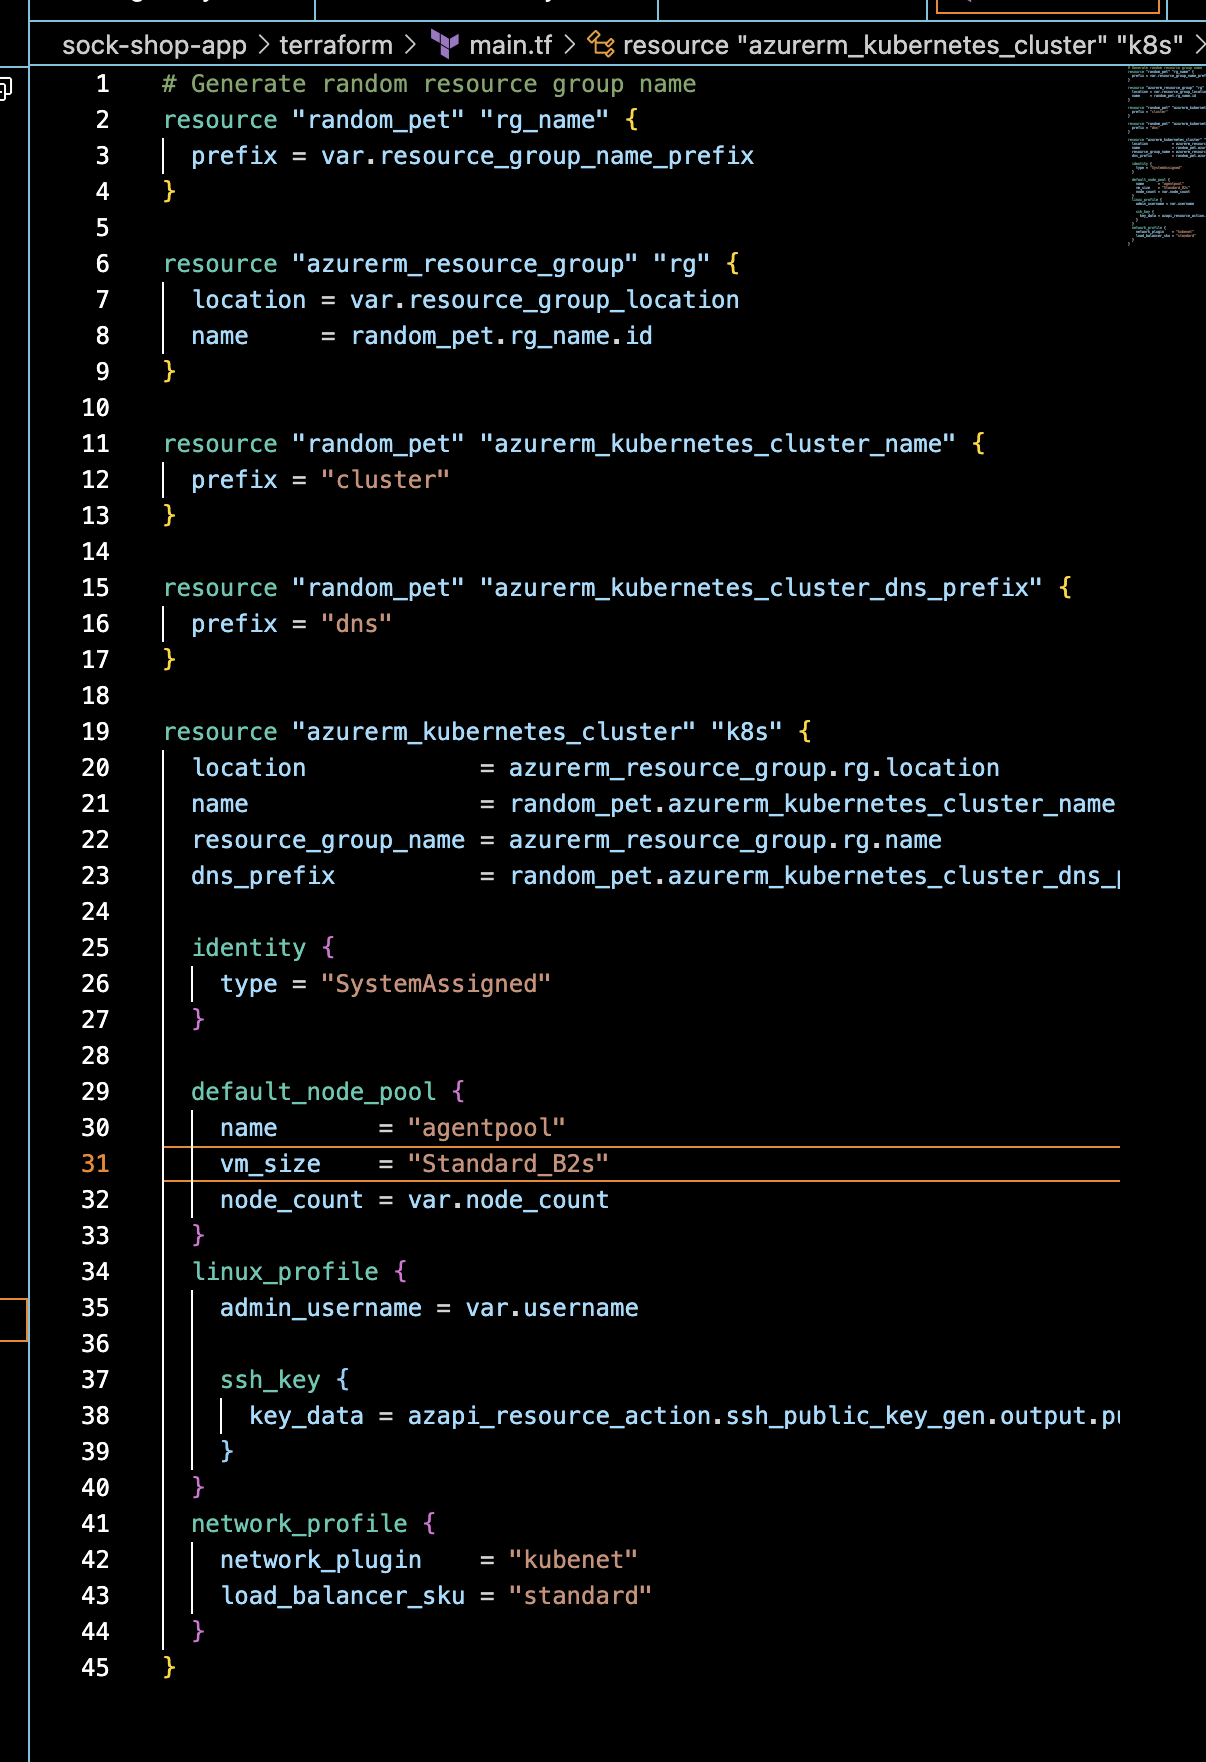 sock-shop-app > terraform > main.tf > resource "azurerm_kubernetes_cluster" "k8s" >
1 # Generate random resource group name
2 resource "random_pet" "rg_name" {
3 prefix = var.resource_group_name_prefix
4 }
5
6 resource "azurerm_resource_group" "rg" {
7 location = var.resource_group_location
8 name     = random_pet.rg_name.id
9 }
10
11 resource "random_pet" "azurerm_kubernetes_cluster_name" {
12 prefix = "cluster"
13 }
14
15 resource "random_pet" "azurerm_kubernetes_cluster_dns_prefix" {
16 prefix = "dns"
17 }
18
19 resource "azurerm_kubernetes_cluster" "k8s" {
20 location            = azurerm_resource_group.rg.location
21 name                = random_pet.azurerm_kubernetes_cluster_name
22 resource_group_name = azurerm_resource_group.rg.name
23 dns_prefix          = random_pet.azurerm_kubernetes_cluster_dns_p
24
25 identity {
26 type = "SystemAssigned"
27 }
28
29 default_node_pool {
30 name       = "agentpool"
31 vm_size    = "Standard_B2s"
32 node_count = var.node_count
33 }
34 linux_profile {
35 admin_username = var.username
36
37 ssh_key {
38 key_data = azapi_resource_action.ssh_public_key_gen.output.pu
39 }
40 }
41 network_profile {
42 network_plugin    = "kubenet"
43 load_balancer_sku = "standard"
44 }
45 }